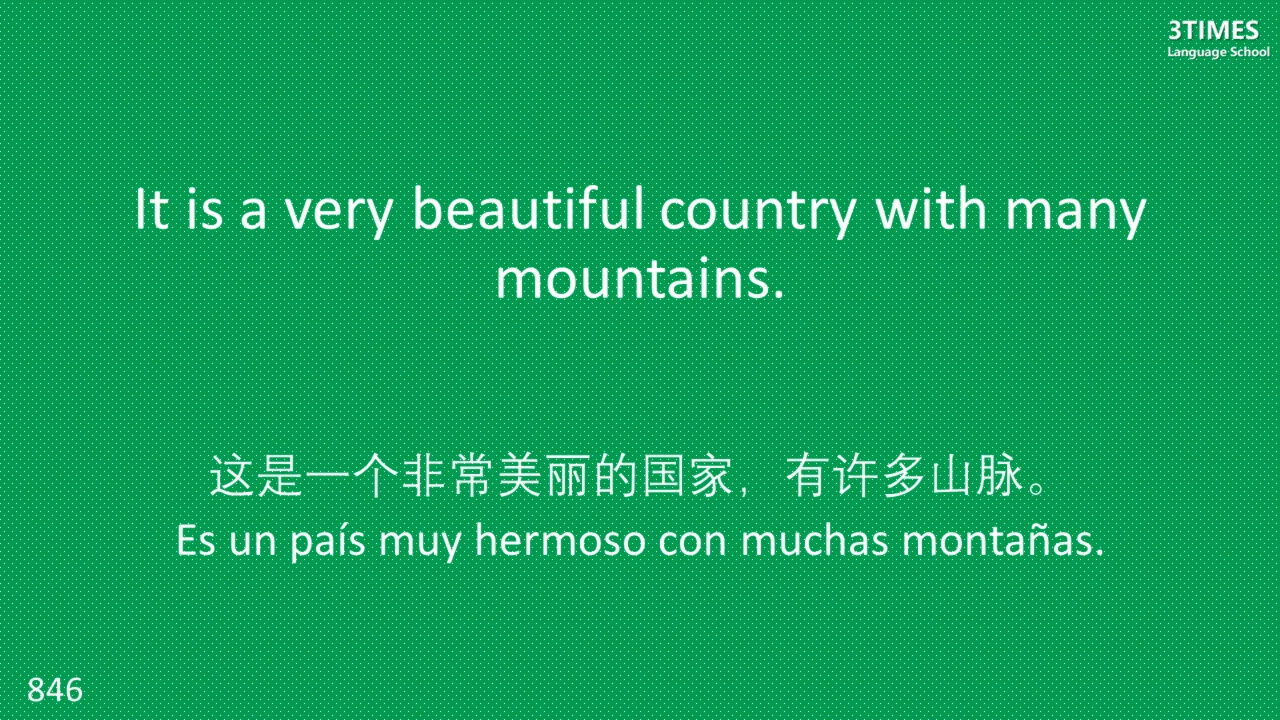 3TIMES
Language School
It is a very beautiful country with many
mountains.
这是一个非常美丽的国家，有许多山脉。
Es un país muy hermoso con muchas montañas.
846